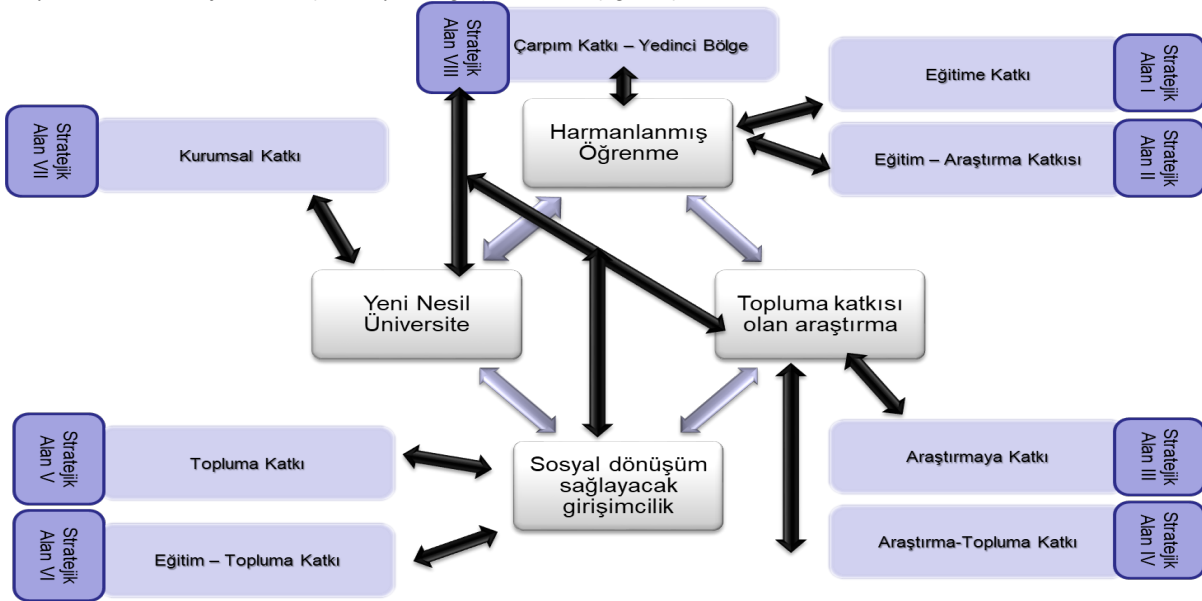 Stratejik
Alan VIII
Çarpım Katkı – Yedinci Bölge
Eğitime Katkı
Stratejik
Alan I
Harmanlanmış
Öğrenme
Stratejik
Alan VII
Kurumsal Katkı
Eğitim – Araştırma Katkısı
Stratejik
Alan II
Yeni Nesil
Üniversite
Topluma katkısı
olan araştırma
Stratejik
Alan V
Topluma Katkı
Sosyal dönüşüm
sağlayacak
girişimcilik
Araştırmaya Katkı
Stratejik
Alan III
Stratejik
Alan VI
Eğitim – Topluma Katkı
Araştırma-Topluma Katkı
Stratejik
Alan IV